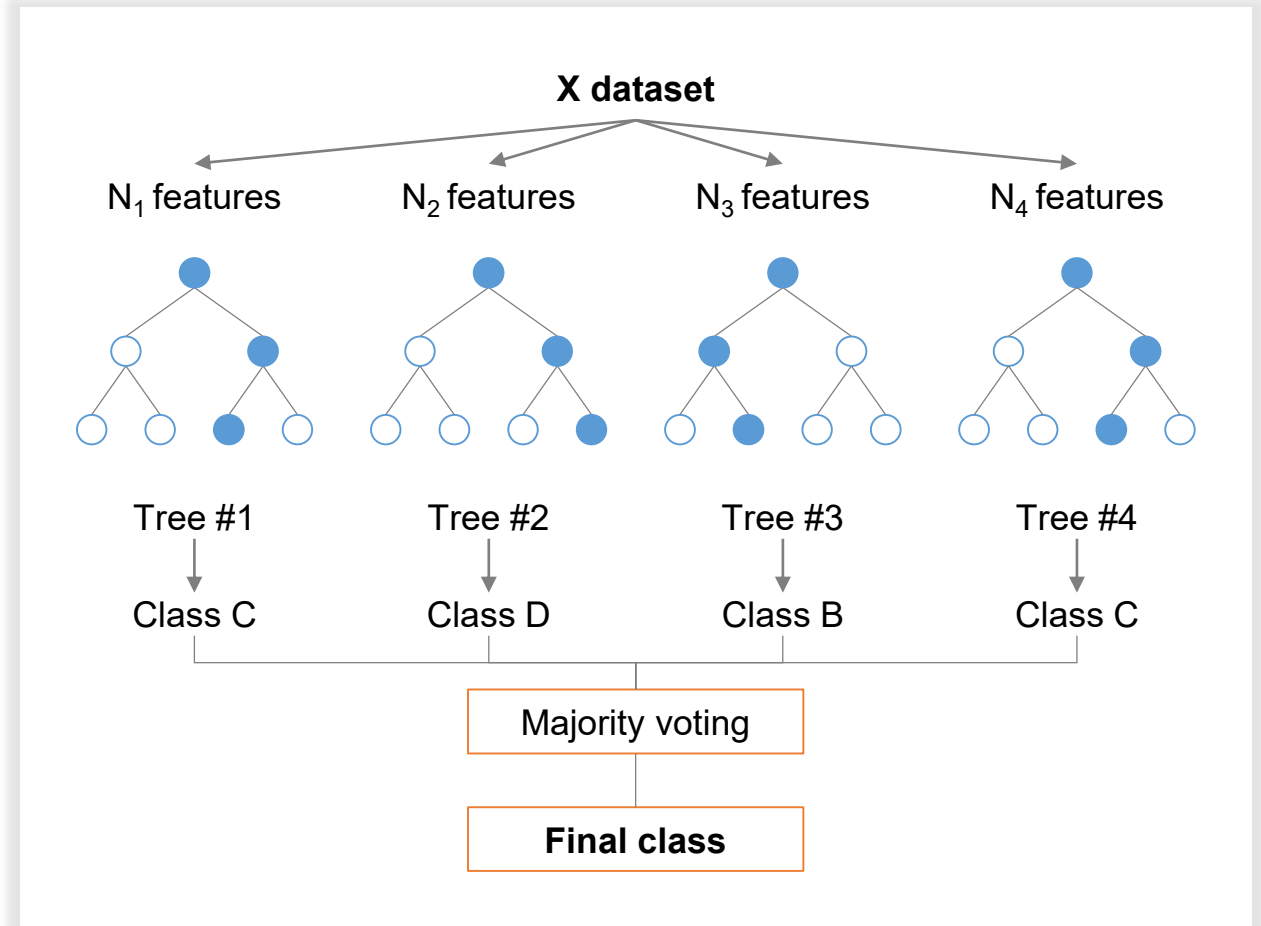 X dataset
N₁ features N₂ features N₃ features N₄ features
Tree #1 Tree #2 Tree #3 Tree #4
Class C Class D Class B Class C
Majority voting
Final class